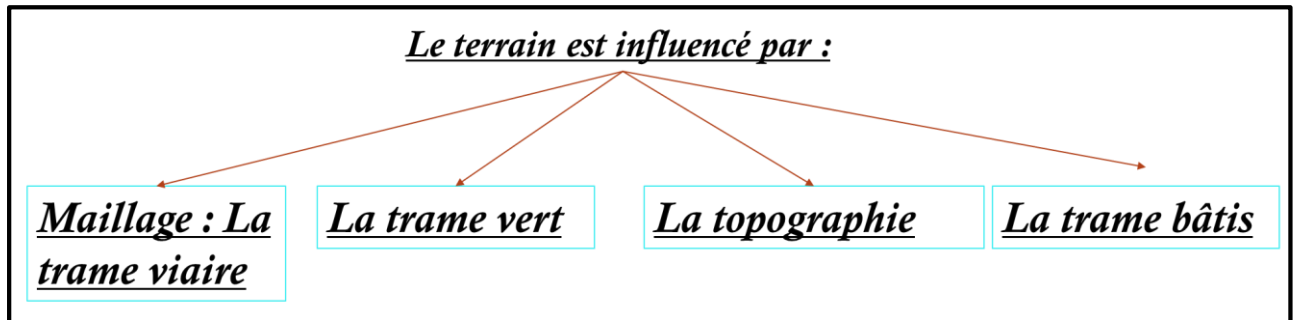 Le terrain est influencé par :
Maillage : La
trame viaire
La trame vert
La topographie
La trame bâtis